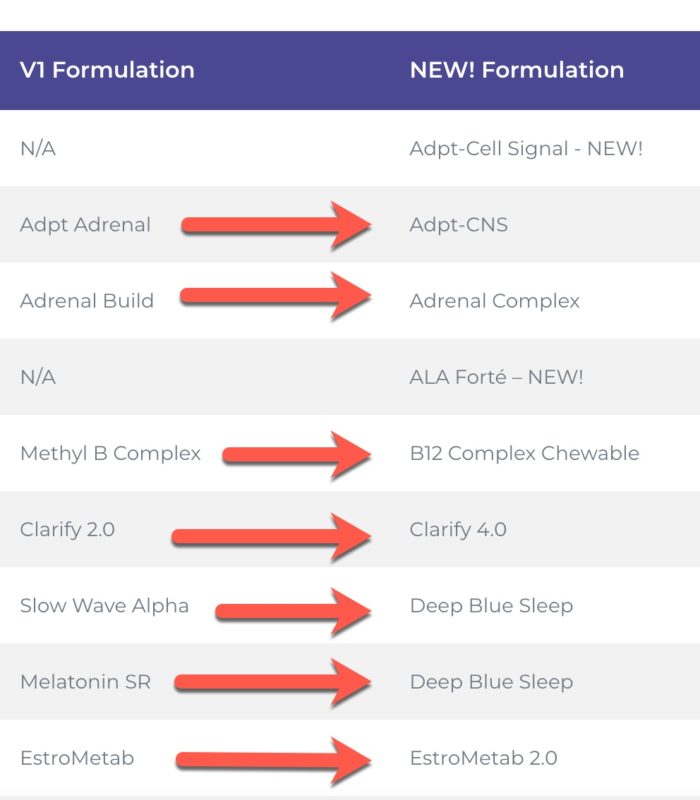 V1 Formulation NEW! Formulation
N/A Adpt-Cell Signal - NEW!
Adpt Adrenal Adpt-CNS
Adrenal Build Adrenal Complex
N/A ALA Forté – NEW!
Methyl B Complex B12 Complex Chewable
Clarify 2.0 Clarify 4.0
Slow Wave Alpha Deep Blue Sleep
Melatonin SR Deep Blue Sleep
EstroMetab EstroMetab 2.0